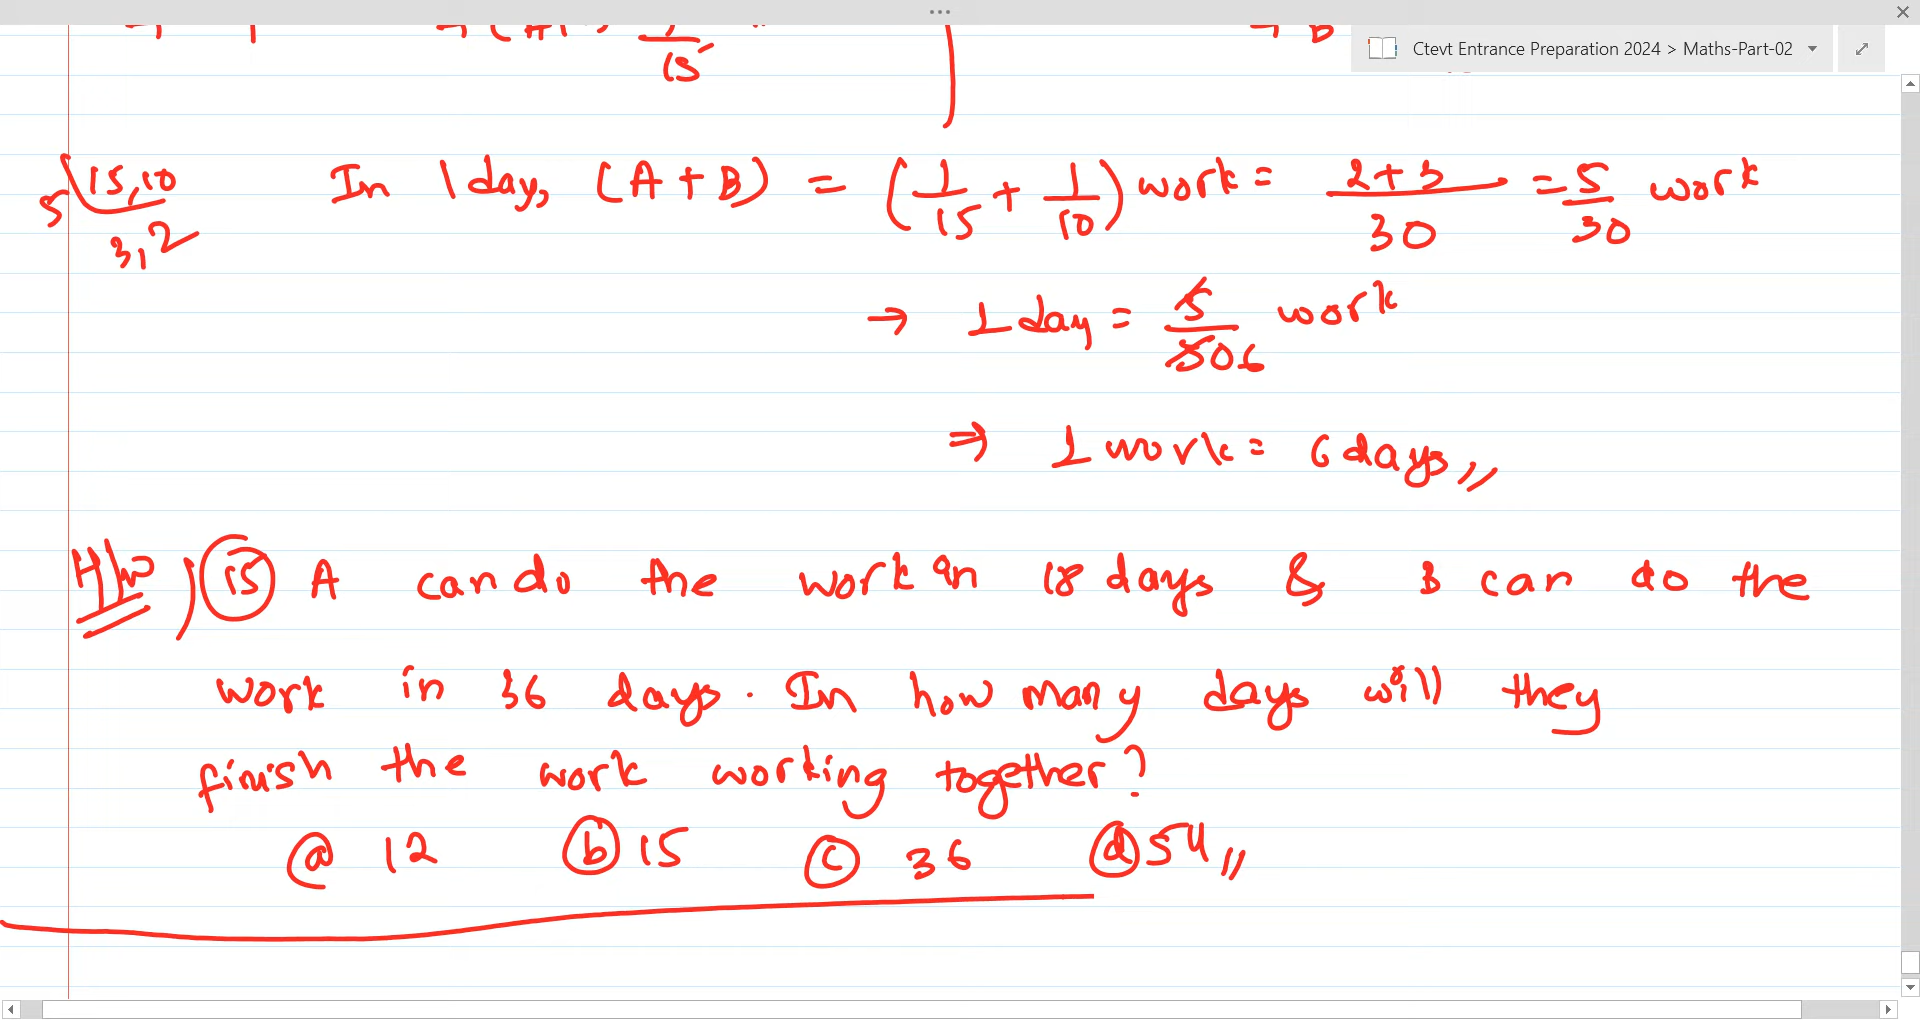 Ctevt Entrance Preparation 2024 > Maths-Part-02
15
5 15,10
3,2
In 1 day, (A + B) = (1/15 + 1/10) work = 2+3/30 = 5/30 work
→ 1 day = 5/306 work
⇒ 1 work = 6 days,,
H/W) (15) A can do the work in 18 days & B can do the
work in 36 days. In how many days will they
finish the work working together?
(a) 12 (b) 15 (c) 36 (d) 54,,